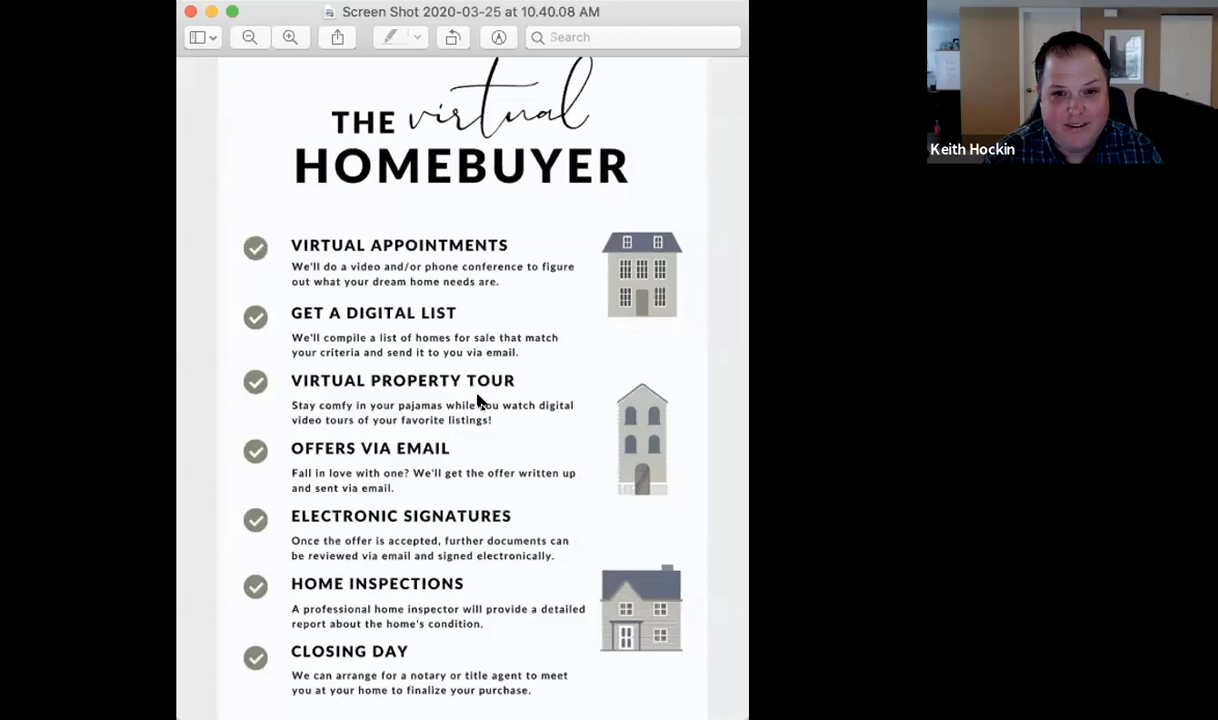 Screen Shot 2020-03-25 at 10.40.08 AM
Search
THE virtual
HOMEBUYER
VIRTUAL APPOINTMENTS
We'll do a video and/or phone conference to figure
out what your dream home needs are.
GET A DIGITAL LIST
We'll compile a list of homes for sale that match
your criteria and send it to you via email.
VIRTUAL PROPERTY TOUR
Stay comfy in your pajamas while you watch digital
video tours of your favorite listings!
OFFERS VIA EMAIL
Fall in love with one? We'll get the offer written up
and sent via email.
ELECTRONIC SIGNATURES
Once the offer is accepted, further documents can
be reviewed via email and signed electronically.
HOME INSPECTIONS
A professional home inspector will provide a detailed
report about the home's condition.
CLOSING DAY
We can arrange for a notary or title agent to meet
you at your home to finalize your purchase.
Keith Hockin